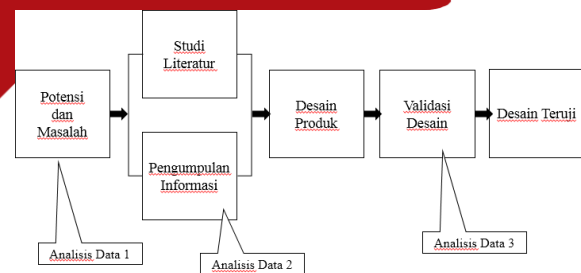 Potensi
dan
Masalah
Studi
Literatur
Pengumpulan
Informasi
Desain
Produk
Validasi
Desain
Desain Teruji
Analisis Data 1
Analisis Data 2
Analisis Data 3